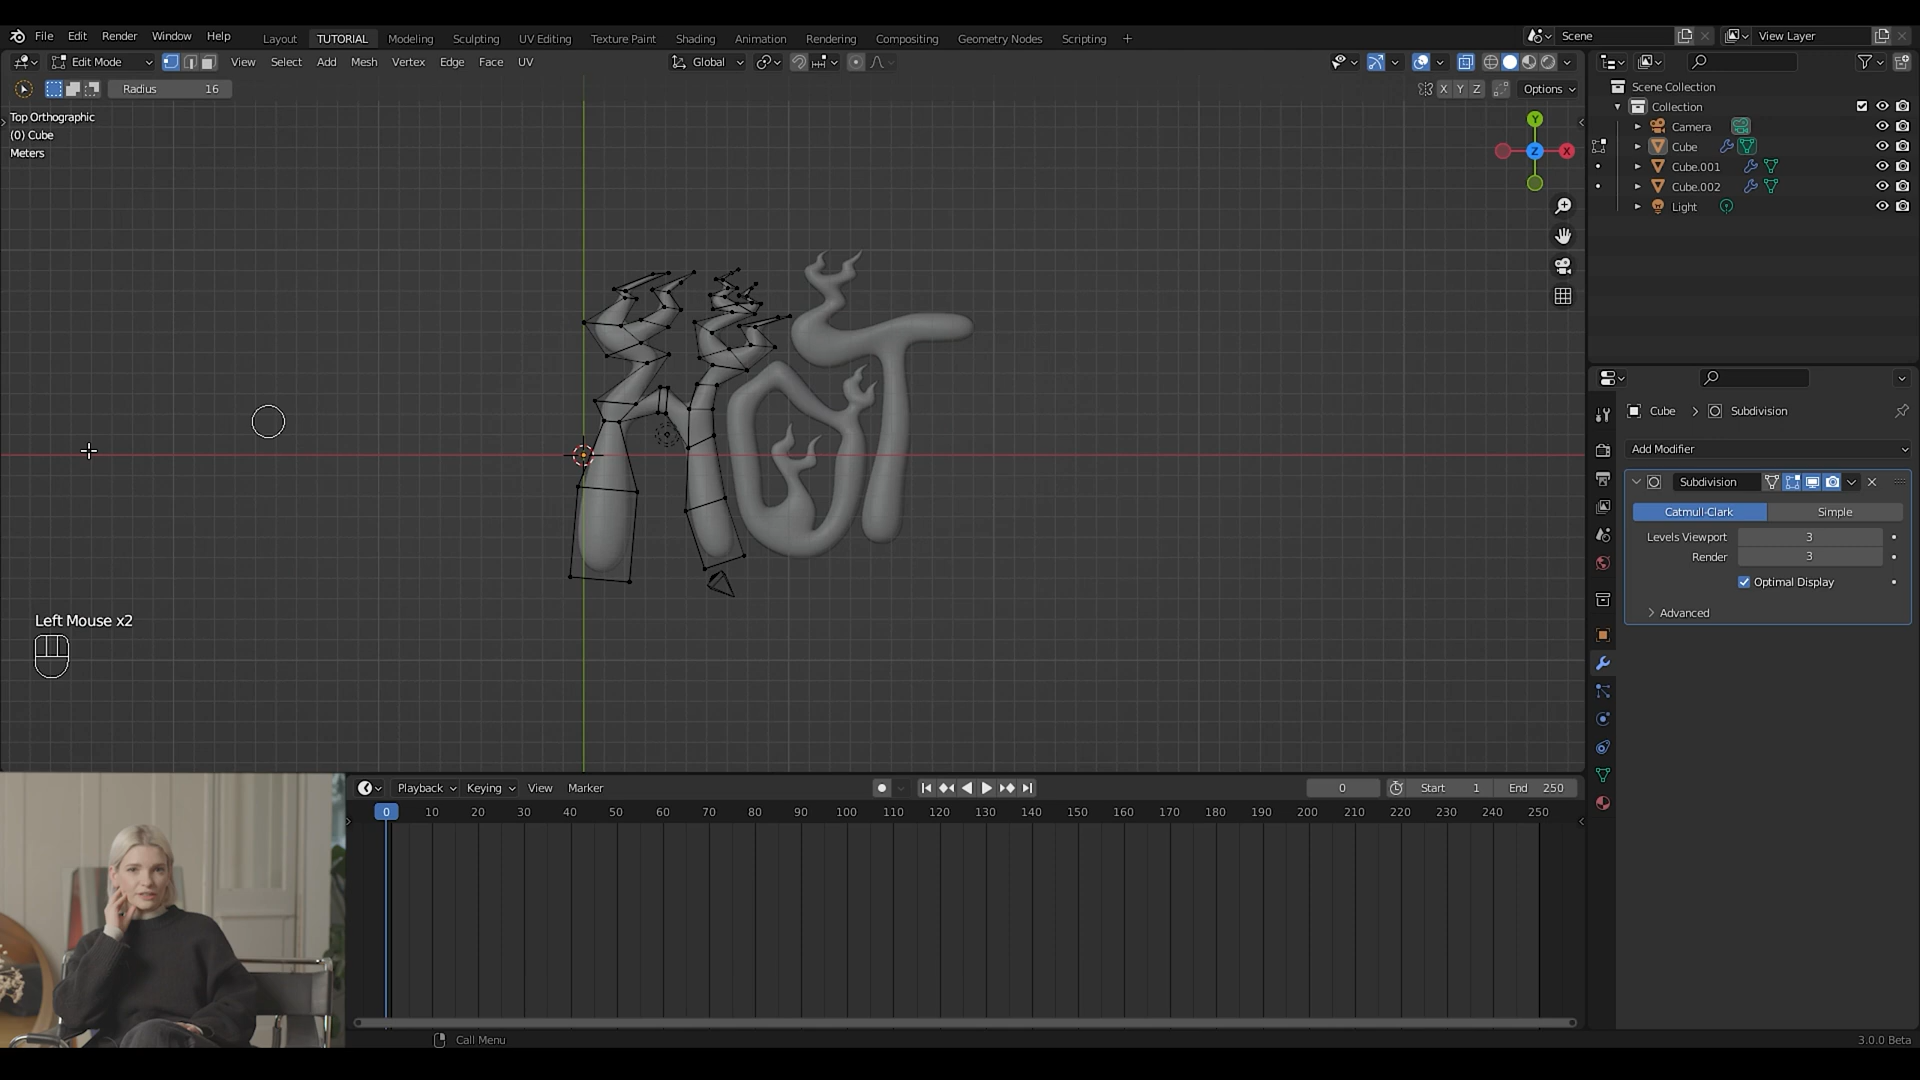 File Edit Render Window Help
Layout TUTORIAL Modeling Sculpting UV Editing Texture Paint Shading Animation Rendering Compositing Geometry Nodes Scripting +
Scene
View Layer
Edit Mode
View Select Add Mesh Vertex Edge Face UV
Global
Radius 16
X Y Z
Options
Top Orthographic
(0) Cube
Meters
Y
Z
X
HOT
Left Mouse x2
Scene Collection
Collection
Camera
Cube
Cube.001
Cube.002
Light
Cube > Subdivision
Add Modifier
Subdivision
Catmull-Clark Simple
Levels Viewport 3
Render 3
Optimal Display
Advanced
Playback Keying View Marker
0
Start 1
End 250
0 10 20 30 40 50 60 70 80 90 100 110 120 130 140 150 160 170 180 190 200 210 220 230 240 250
Call Menu
3.0.0 Beta